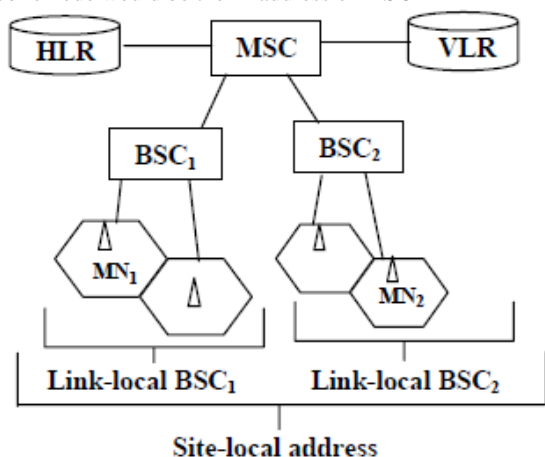 HLR MSC VLR
BSC₁ BSC₂
MN₁ MN₂
Link-local BSC₁ Link-local BSC₂
Site-local address